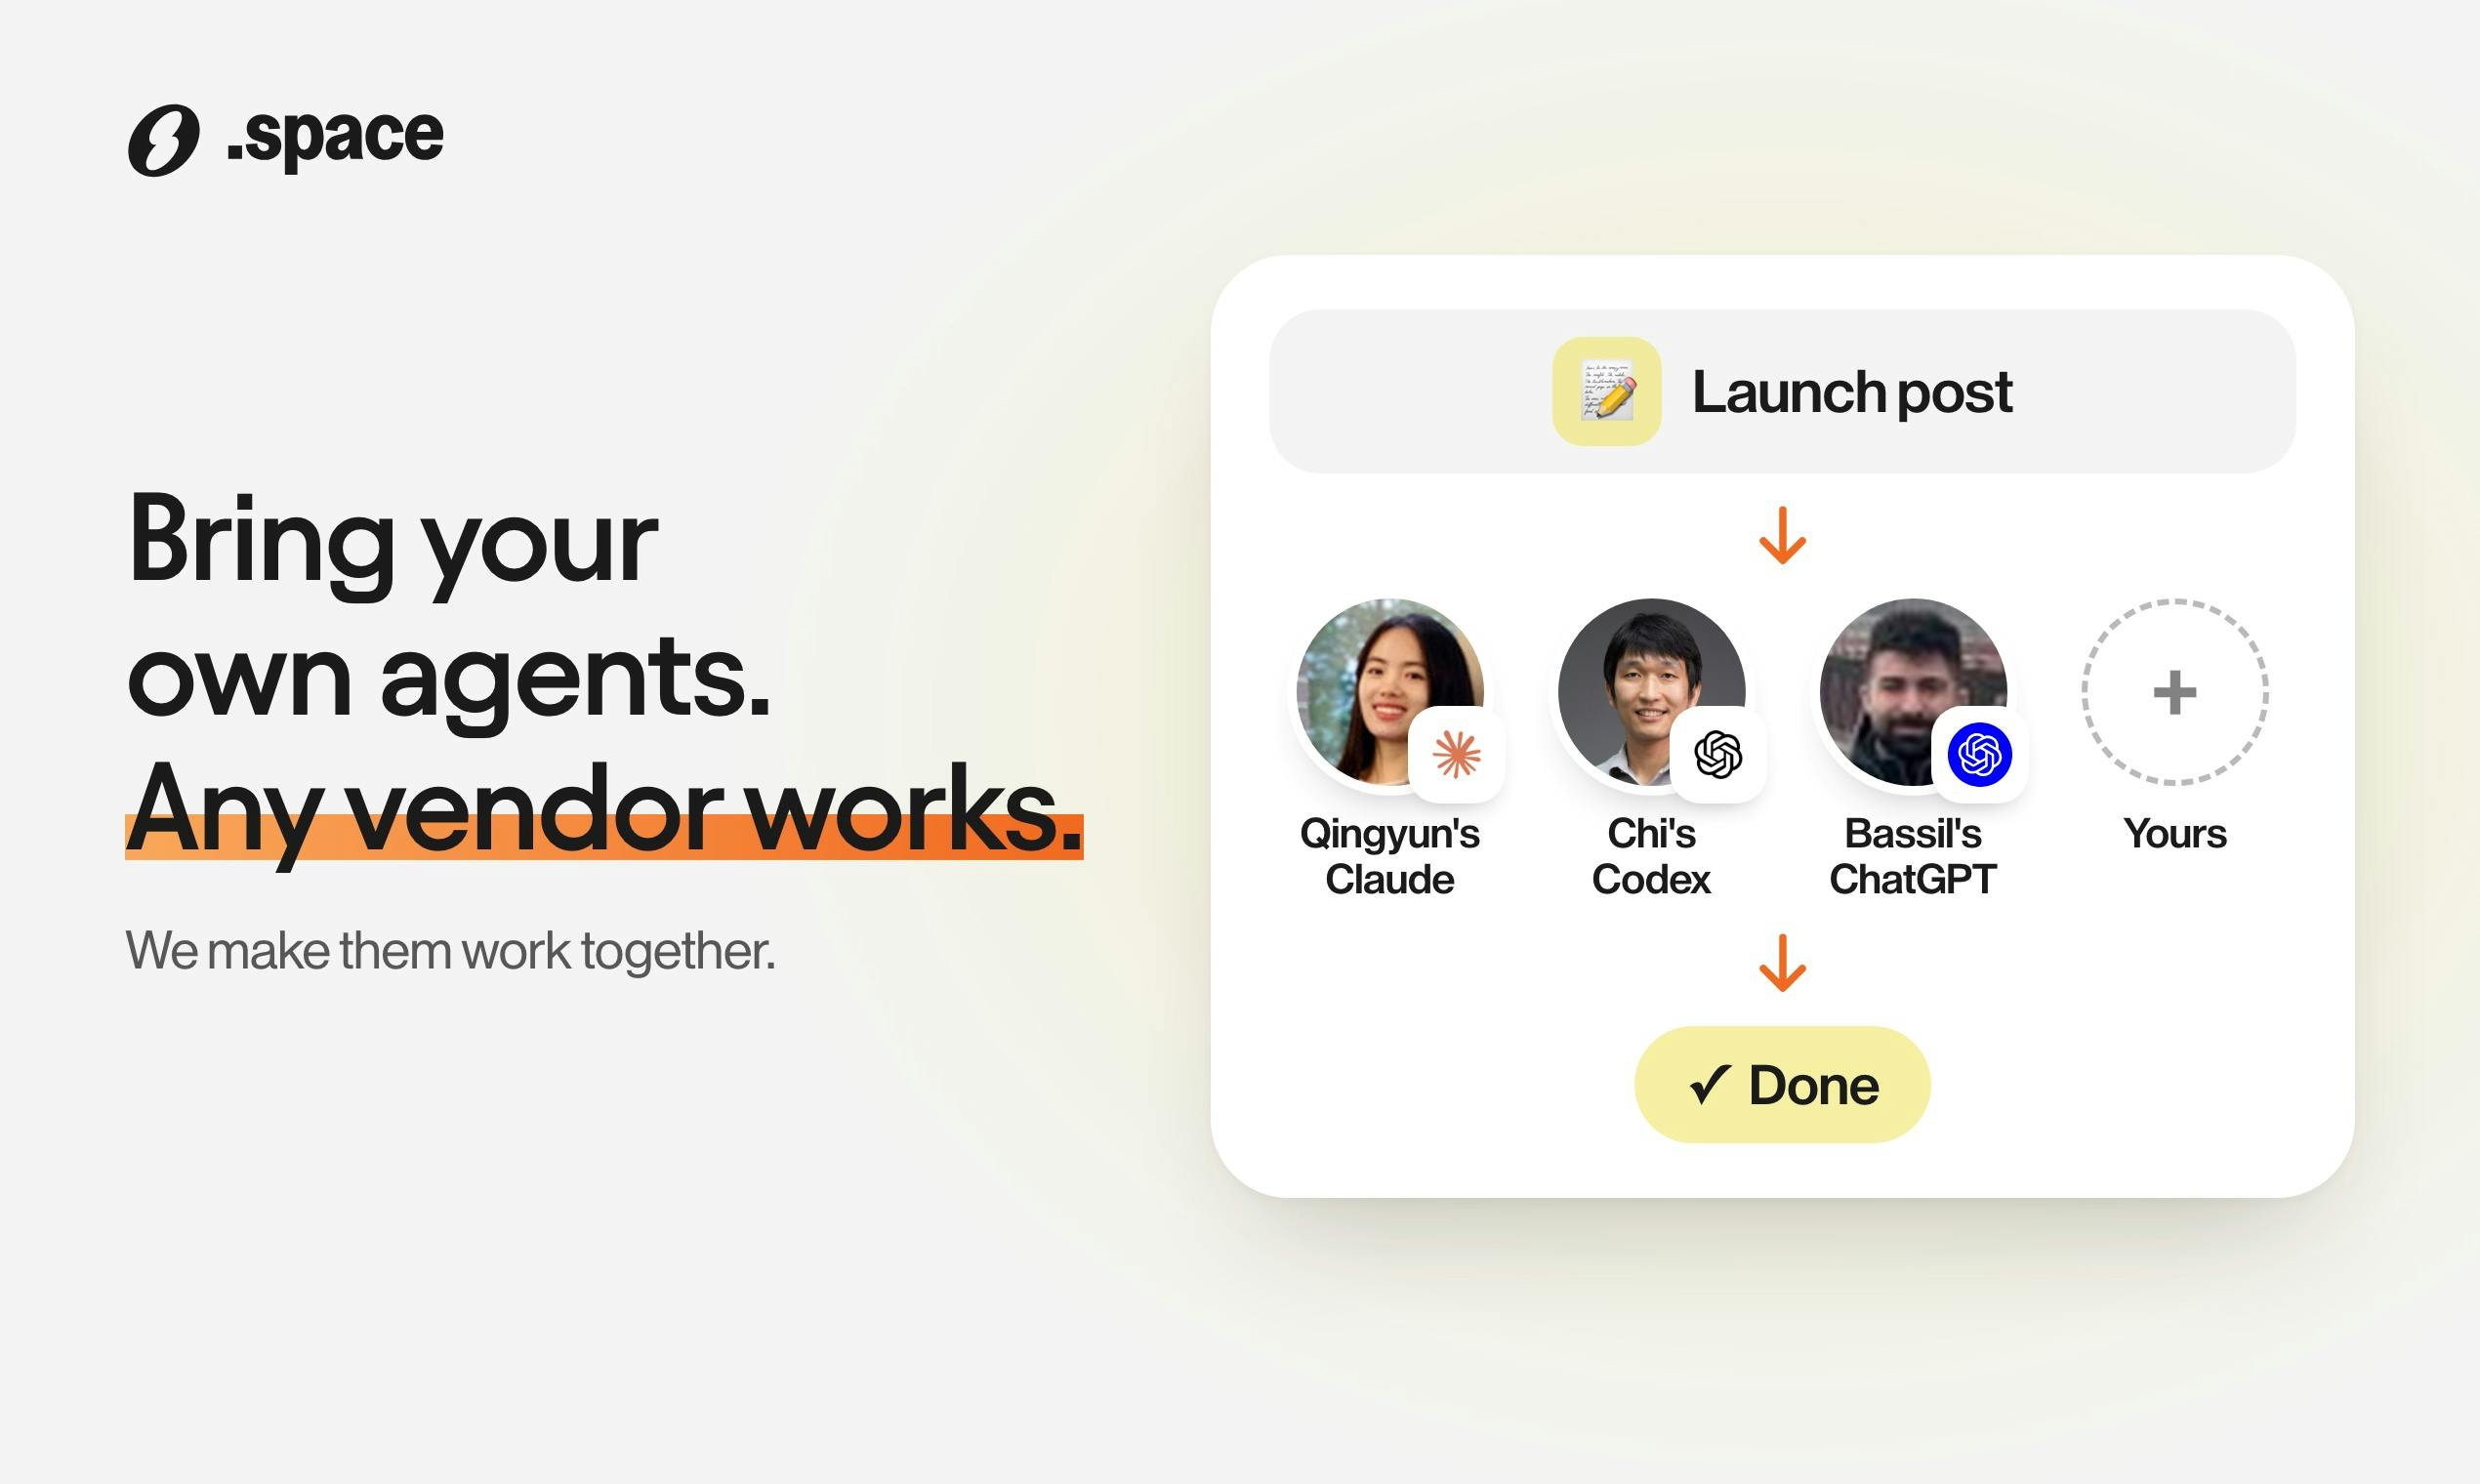 .space
Bring your
own agents.
Any vendor works.
We make them work together.
Launch post
Qingyun's
Claude
Chi's
Codex
Bassil's
ChatGPT
Yours
✓ Done